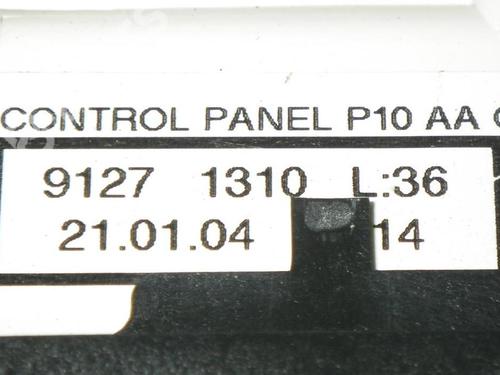 CONTROL PANEL P10 AA
9127 1310 L:36
21.01.04 14